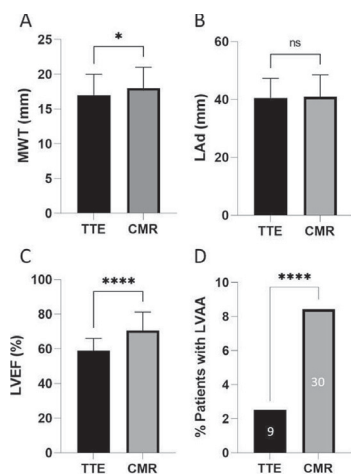 A
MWT (mm)
25
20
15
10
5
0
*
TTE CMR
B
LAd (mm)
60
40
20
0
ns
TTE CMR
C
LVEF (%)
100
80
60
40
20
0
****
TTE CMR
D
% Patients with LVAA
10
8
6
4
2
0
****
9
30
TTE CMR